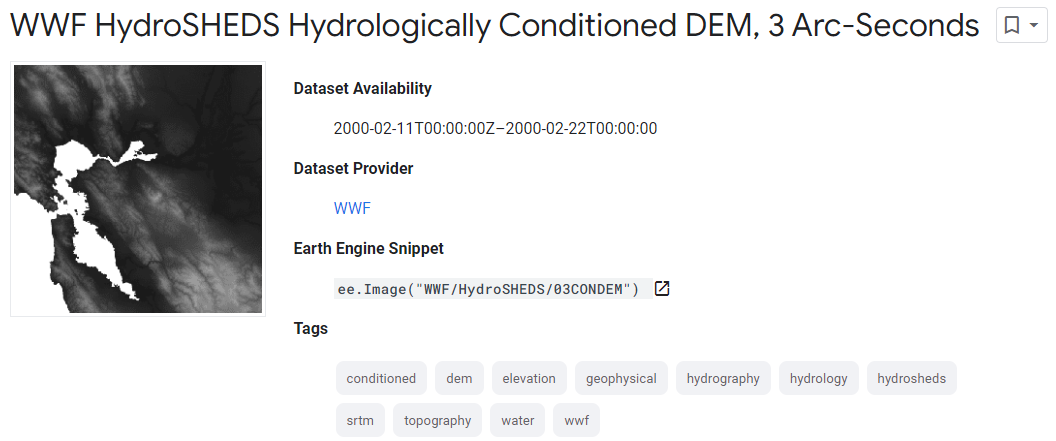 WWF HydroSHEDS Hydrologically Conditioned DEM, 3 Arc-Seconds
Dataset Availability
2000-02-11T00:00:00Z–2000-02-22T00:00:00
Dataset Provider
WWF
Earth Engine Snippet
ee.Image("WWF/HydroSHEDS/03CONDEM")
Tags
conditioned dem elevation geophysical hydrography hydrology hydrosheds
srtm topography water wwf